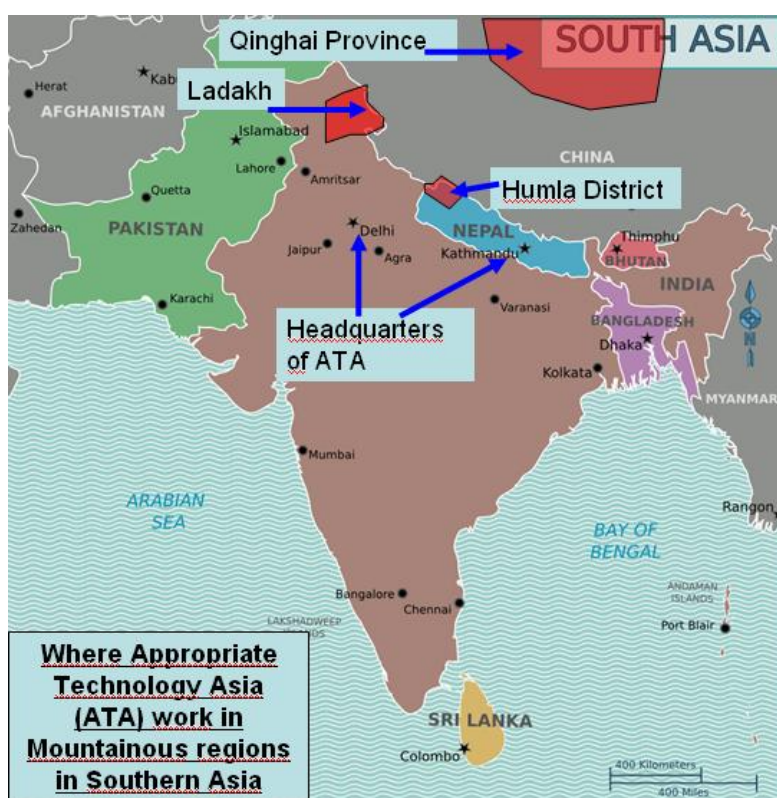 Qinghai Province
SOUTH ASIA
Kabu
Herat
AFGHANISTAN
Ladakh
Islamabad
Lahore
Amritsar
CHINA
Quetta
Humla District
Zahedan
PAKISTAN
Delhi
NEPAL
Thimphu
BHUTAN
Jaipur
Agra
Kathmandu
INDIA
Karachi
Varanasi
BANGLADESH
Headquarters
of ATA
Dhaka
Kolkata
MYANMAR
Mumbai
ARABIAN
SEA
Rangon
BAY OF
BENGAL
Bangalore
Chennai
ANDAMAN
ISLANDS
LAKSHADWEEP
Port Blair
Where Appropriate
Technology Asia
(ATA) work in
Mountainous regions
in Southern Asia
SRI LANKA
Colombo
400 Kilometers
400 Miles
N